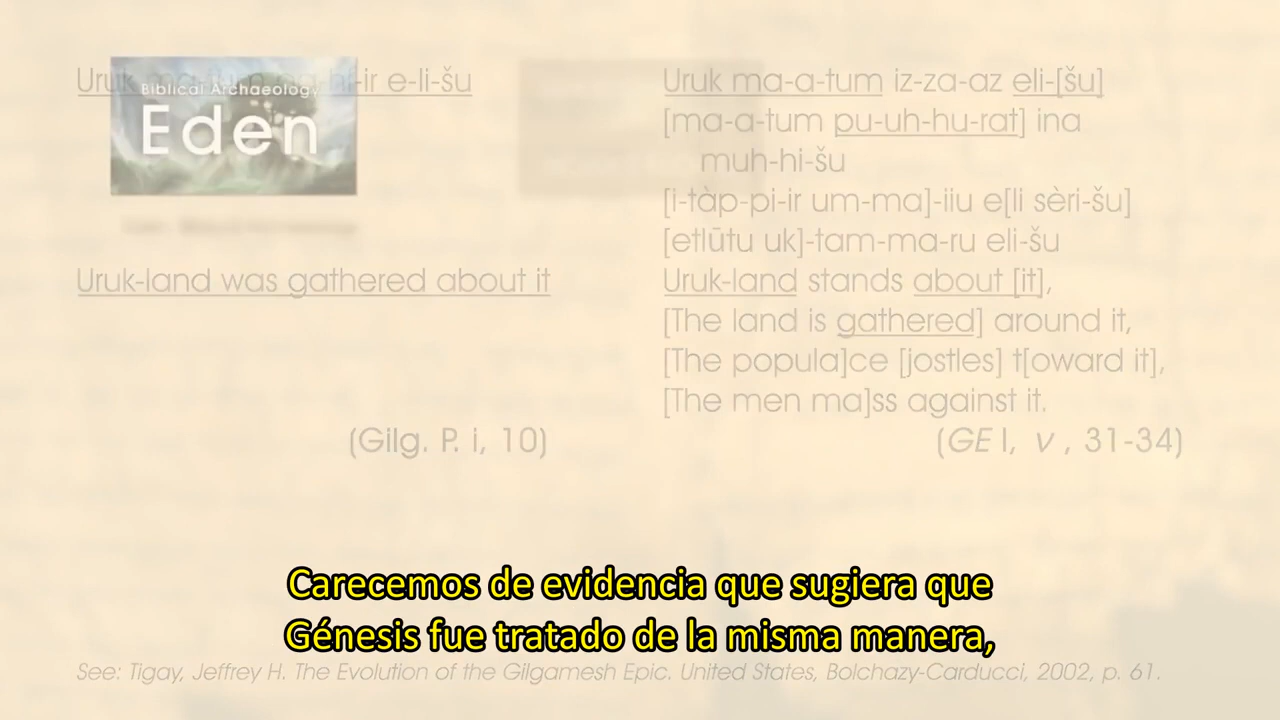 Uruk ma-tum pa-hi-ir e-li-šu
Biblical Archaeology
Eden
Uruk-land was gathered about it
(Gilg. P. i, 10)
Uruk ma-a-tum iz-za-az eli-[šu]
[ma-a-tum pu-uh-hu-rat] ina
muh-hi-šu
[i-tàp-pi-ir um-ma]-iiu e[li sèri-šu]
[etlūtu uk]-tam-ma-ru eli-šu
Uruk-land stands about [it],
[The land is gathered] around it,
[The popula]ce [jostles] t[oward it],
[The men ma]ss against it.
(GE I, v , 31-34)
Carecemos de evidencia que sugiera que
Génesis fue tratado de la misma manera,
See: Tigay, Jeffrey H. The Evolution of the Gilgamesh Epic. United States, Bolchazy-Carducci, 2002, p. 61.